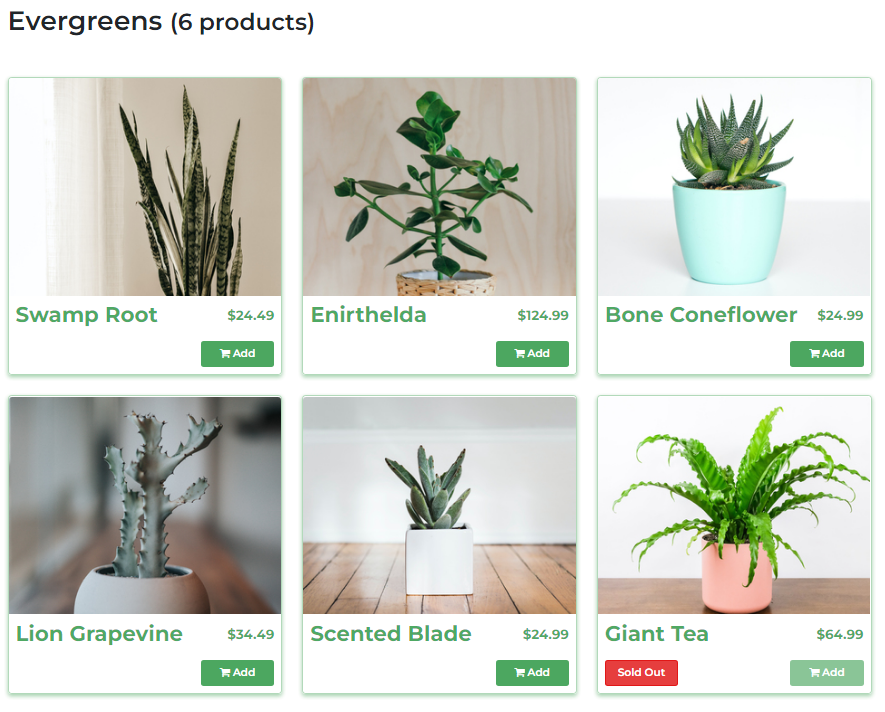 Evergreens (6 products)
Swamp Root $24.49
Add
Enirthelda $124.99
Add
Bone Coneflower $24.99
Add
Lion Grapevine $34.49
Add
Scented Blade $24.99
Add
Giant Tea $64.99
Sold Out Add